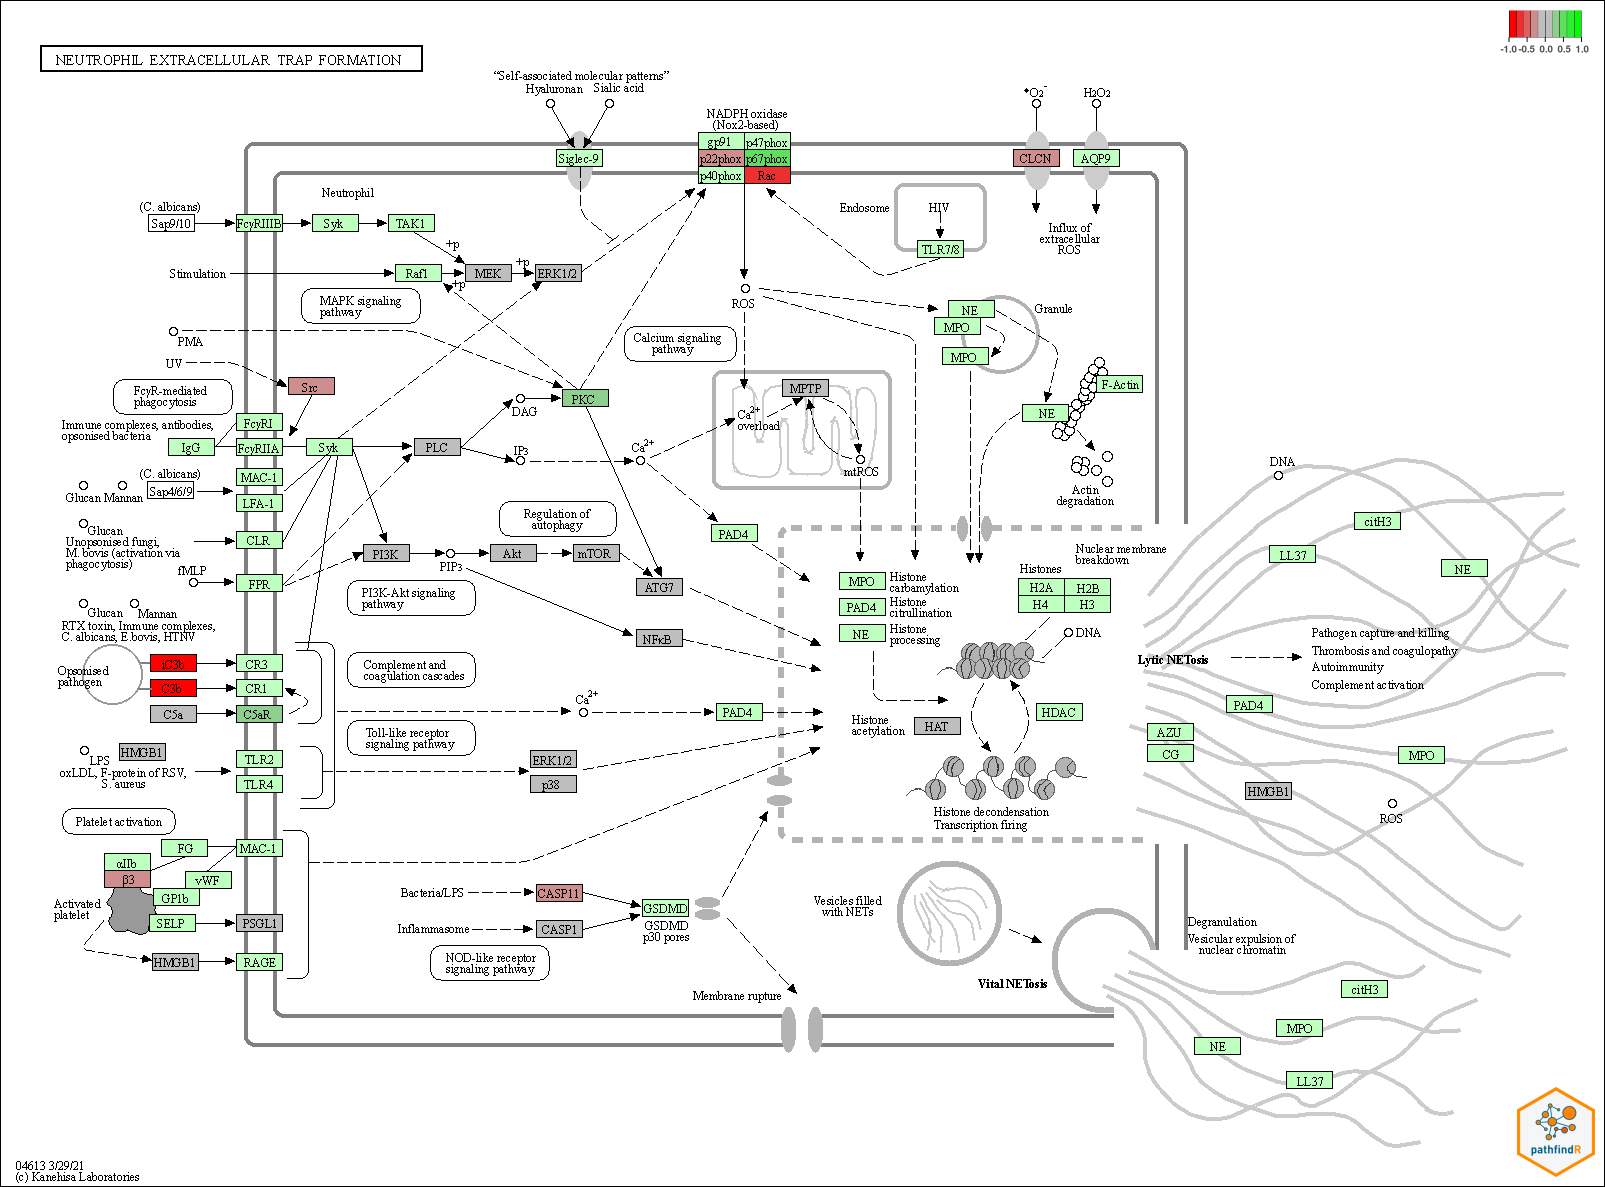 -1.0 -0.5 0.0 0.5 1.0
NEUTROPHIL EXTRACELLULAR TRAP FORMATION
"Self-associated molecular patterns"
Hyaluronan
Sialic acid
•O2-
H2O2
NADPH oxidase
(Nox2-based)
gp91
p47phox
p22phox
p67phox
p40phox
Rac
Siglec-9
CLCN
AQP9
Neutrophil
(C. albicans)
Sap9/10
FcγRIIIB
Syk
TAK1
+p
Stimulation
Raf1
MEK
+p
ERK1/2
+p
MAPK signaling
pathway
Endosome
HIV
TLR7/8
Influx of
extracellular
ROS
ROS
NE
MPO
MPO
Granule
PMA
UV
Src
Calcium signaling
pathway
FcγR-mediated
phagocytosis
Immune complexes, antibodies,
opsonised bacteria
IgG
FcγRI
FcγRIIA
Syk
PLC
DAG
IP3
PKC
Ca2+
MPTP
Ca2+
overload
mtROS
F-Actin
NE
Actin
degradation
(C. albicans)
Glucan Mannan
Sap4/6/9
MAC-1
LFA-1
Glucan
Unopsonised fungi,
M. bovis (activation via
phagocytosis)
CLR
fMLP
FPR
Regulation of
autophagy
PI3K
PIP3
Akt
mTOR
ATG7
NFκB
PAD4
PI3K-Akt signaling
pathway
Glucan
Mannan
RTX toxin, Immune complexes,
C. albicans, E.bovis, HTNV
Opsonised
pathogen
iC3b
CR3
C3b
CR1
C5a
C5aR
Complement and
coagulation cascades
Ca2+
PAD4
Toll-like receptor
signaling pathway
LPS
HMGB1
oxLDL, F-protein of RSV,
S. aureus
TLR2
TLR4
ERK1/2
p38
Nuclear membrane
breakdown
MPO
Histone
carbamylation
PAD4
Histone
citrullination
NE
Histone
processing
Histones
H2A
H2B
H4
H3
DNA
Histone
acetylation
HAT
HDAC
Histone decondensation
Transcription firing
DNA
citH3
LL37
NE
Lytic NETosis
Pathogen capture and killing
Thrombosis and coagulopathy
Autoimmunity
Complement activation
PAD4
AZU
CG
MPO
HMGB1
ROS
Platelet activation
FG
MAC-1
αIIb
β3
vWF
GP1b
Activated
platelet
SELP
PSGL1
HMGB1
RAGE
Bacteria/LPS
CASP11
Inflammasome
CASP1
GSDMD
GSDMD
p30 pores
NOD-like receptor
signaling pathway
Membrane rupture
Vesicles filled
with NETs
Vital NETosis
Degranulation
Vesicular expulsion of
nuclear chromatin
citH3
MPO
NE
LL37
pathfindR
04613 3/29/21
(c) Kanehisa Laboratories